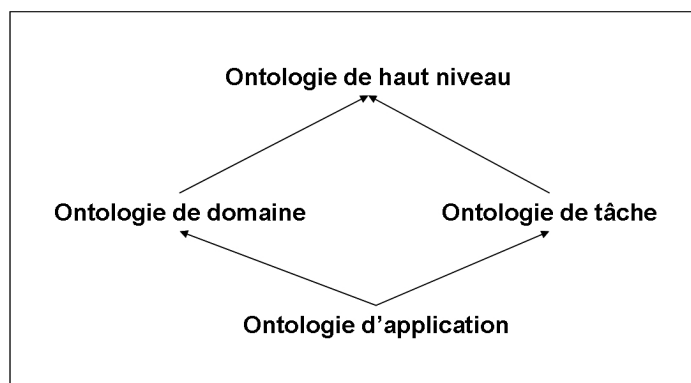 Ontologie de haut niveau
Ontologie de domaine
Ontologie de tâche
Ontologie d’application